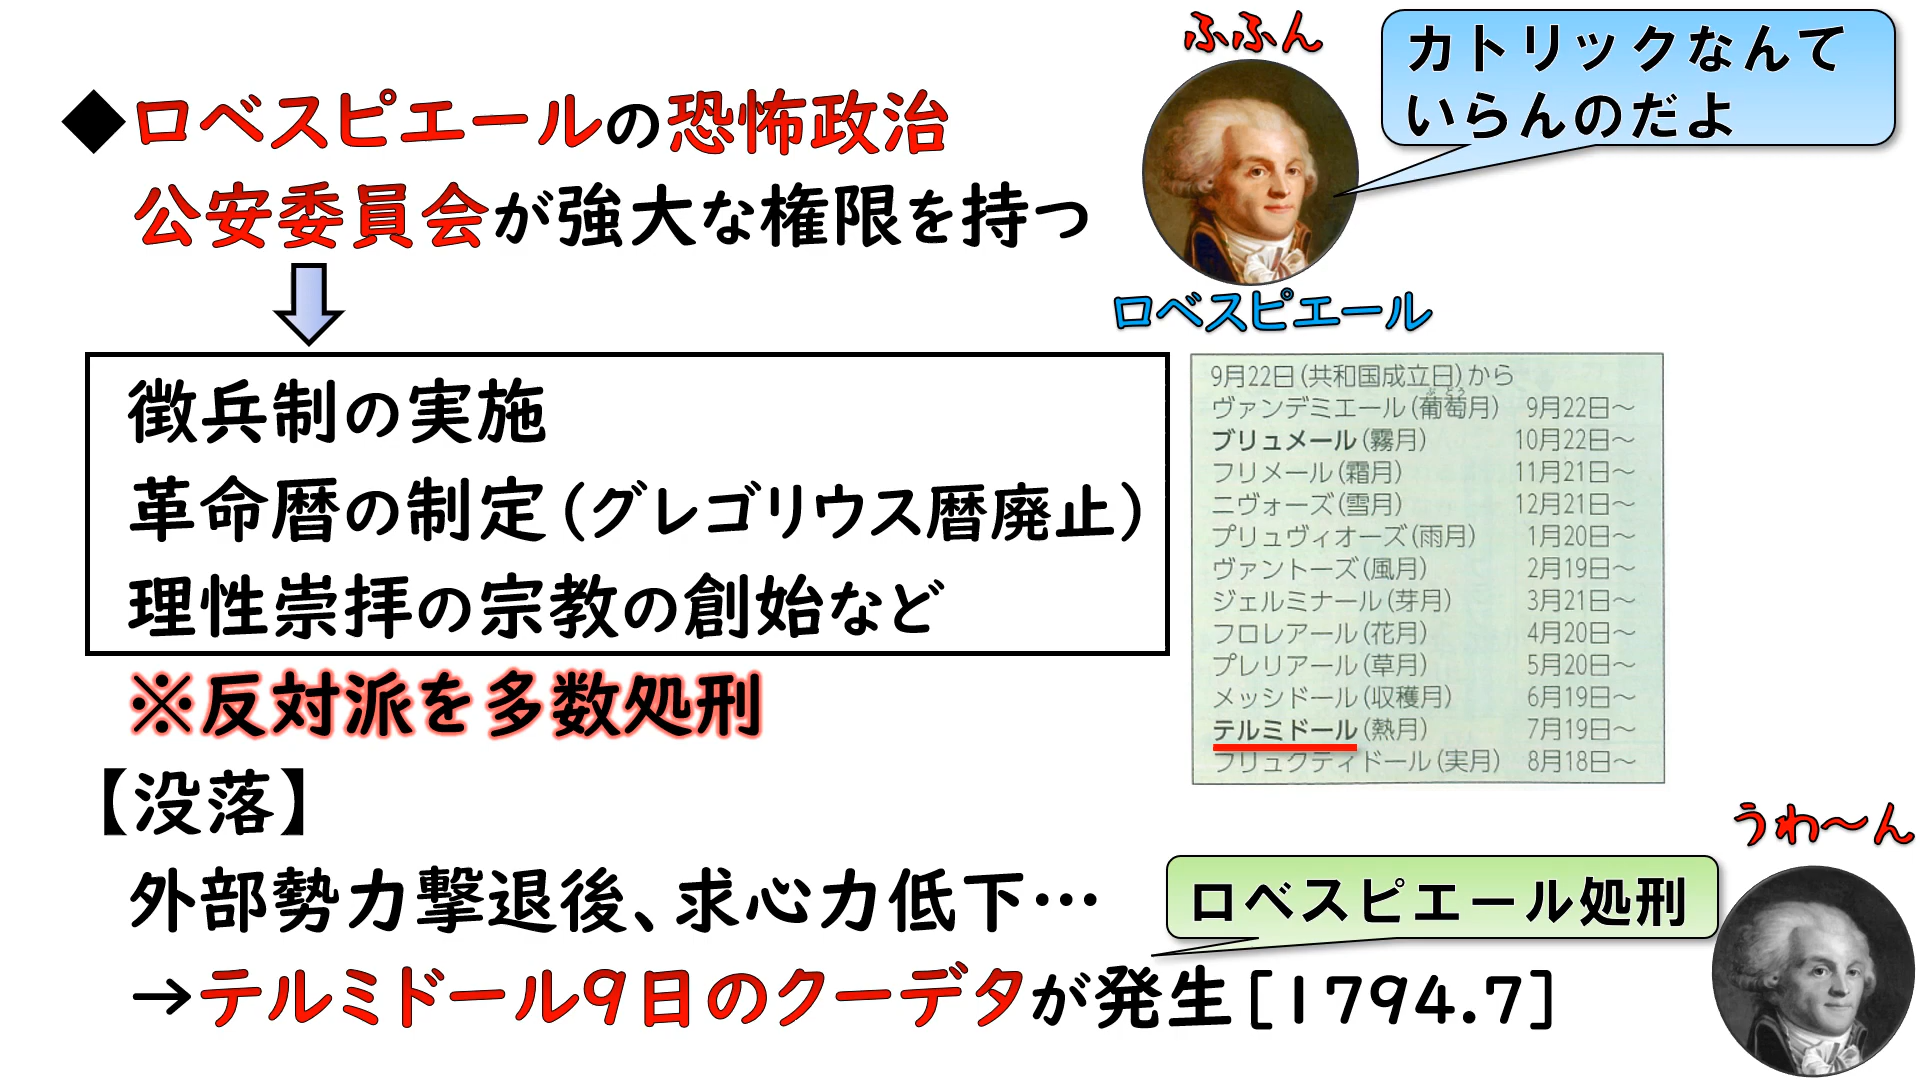 ◆ロベスピエールの恐怖政治
公安委員会が強大な権限を持つ
徴兵制の実施
革命暦の制定(グレゴリウス暦廃止)
理性崇拝の宗教の創始など
※反対派を多数処刑
【没落】
外部勢力撃退後、求心力低下…
→テルミドール9日のクーデタが発生[1794.7]
ふふん
カトリックなんて
いらんのだよ
ロベスピエール
9月22日(共和国成立日)から
ヴァンデミエール(葡萄月) 9月22日〜
ぶどう
ブリュメール(霧月) 10月22日〜
フリメール(霜月) 11月21日〜
ニヴォーズ(雪月) 12月21日〜
プリュヴィオーズ(雨月) 1月20日〜
ヴァントーズ(風月) 2月19日〜
ジェルミナール(芽月) 3月21日〜
フロレアール(花月) 4月20日〜
プレリアール(草月) 5月20日〜
メッシドール(収穫月) 6月19日〜
テルミドール(熱月) 7月19日〜
フリュクティドール(実月) 8月18日〜
うわ〜ん
ロベスピエール処刑